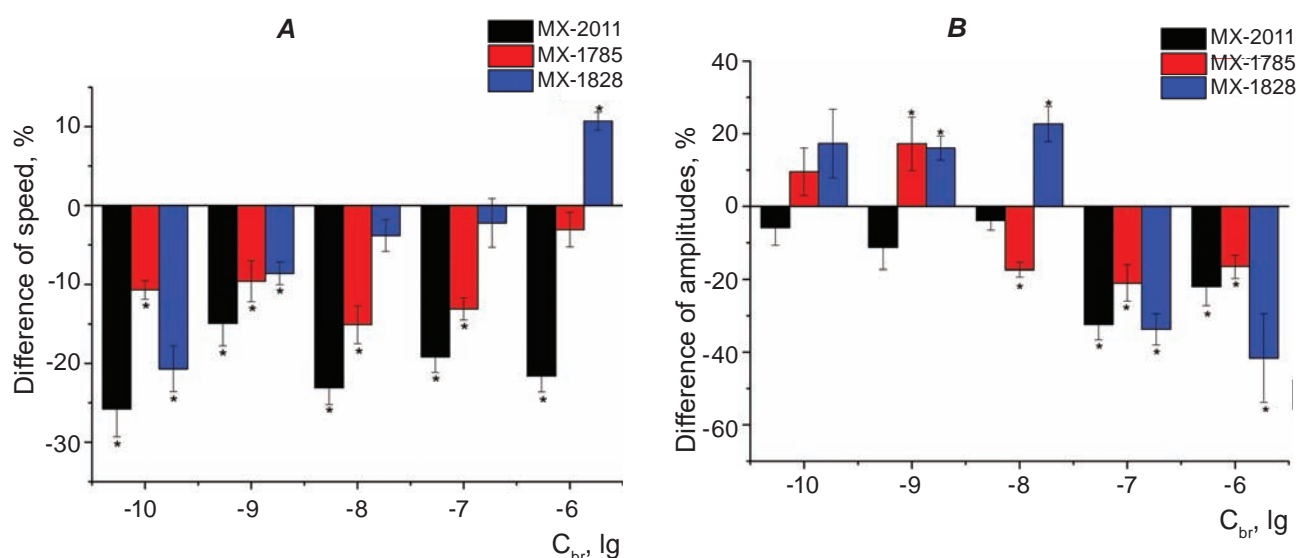 A
MX-2011
MX-1785
MX-1828
Difference of speed, %
10
0
-10
-20
-30
*
*
*
*
*
*
*
*
*
*
*
*
-10 -9 -8 -7 -6
C_br, lg
B
MX-2011
MX-1785
MX-1828
Difference of amplitudes, %
40
20
0
-20
-40
-60
*
*
*
*
*
*
*
*
*
*
-10 -9 -8 -7 -6
C_br, lg